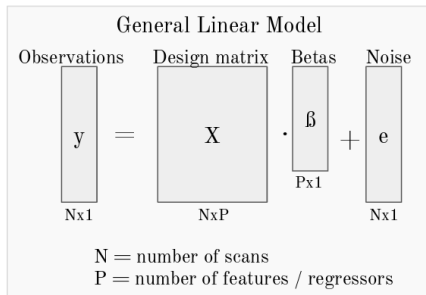 General Linear Model
Observations Design matrix Betas Noise
y = X · ß + e
Px1
Nx1 NxP Nx1
N = number of scans
P = number of features / regressors